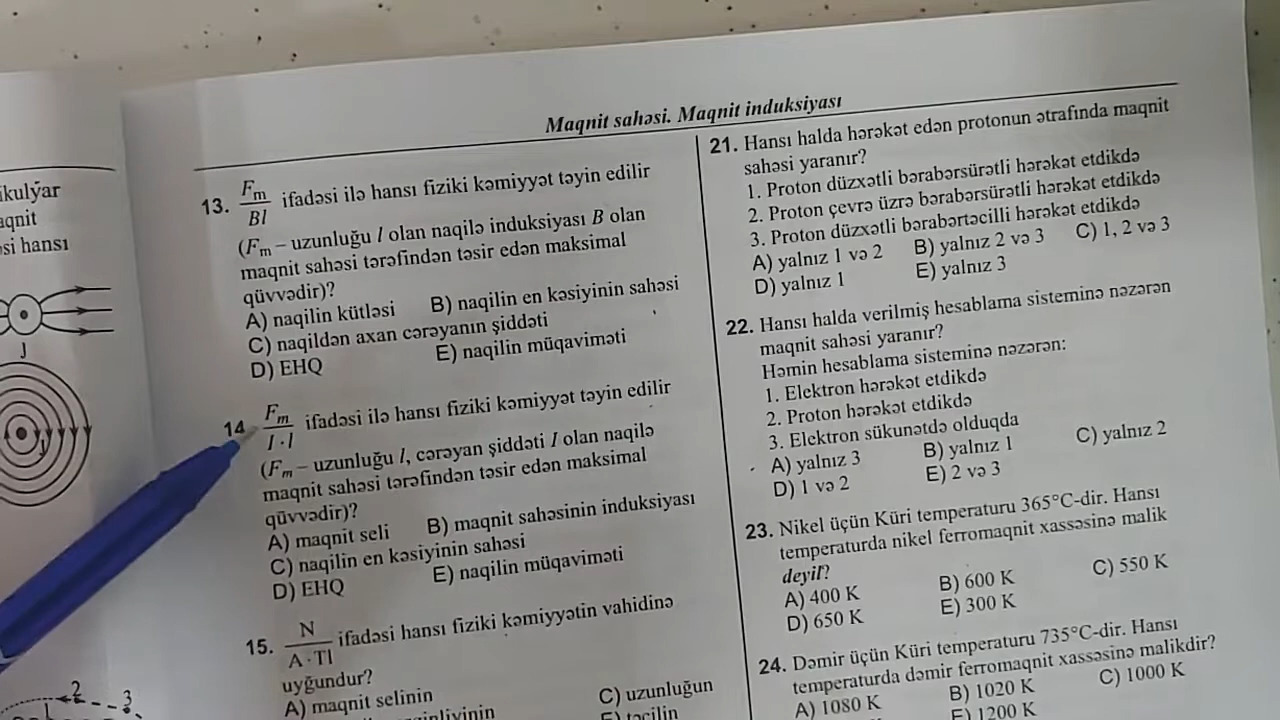 Maqnit sahəsi. Maqnit induksiyası
aqnit
si hansı
J
2
3
1
13. Fm/Bl ifadəsi ilə hansı fiziki kəmiyyət təyin edilir
(Fm – uzunluğu l olan naqilə induksiyası B olan
maqnit sahəsi tərəfindən təsir edən maksimal
qüvvədir)?
A) naqilin kütləsi B) naqilin en kəsiyinin sahəsi
C) naqildən axan cərəyanın şiddəti
D) EHQ E) naqilin müqaviməti
14 Fm/I·l ifadəsi ilə hansı fiziki kəmiyyət təyin edilir
(Fm – uzunluğu l, cərəyan şiddəti I olan naqilə
maqnit sahəsi tərəfindən təsir edən maksimal
qüvvədir)?
A) maqnit seli B) maqnit sahəsinin induksiyası
C) naqilin en kəsiyinin sahəsi
D) EHQ E) naqilin müqaviməti
15. N/A·Tl ifadəsi hansı fiziki kəmiyyətin vahidinə
uyğundur?
A) maqnit selinin C) uzunluğun
E) təcilin
21. Hansı halda hərəkət edən protonun ətrafında maqnit
sahəsi yaranır?
1. Proton düzxətli bərabərsürətli hərəkət etdikdə
2. Proton çevrə üzrə bərabərsürətli hərəkət etdikdə
3. Proton düzxətli bərabərtəcilli hərəkət etdikdə
A) yalnız 1 və 2 B) yalnız 2 və 3 C) 1, 2 və 3
D) yalnız 1 E) yalnız 3
22. Hansı halda verilmiş hesablama sisteminə nəzərən
maqnit sahəsi yaranır?
Həmin hesablama sisteminə nəzərən:
1. Elektron hərəkət etdikdə
2. Proton hərəkət etdikdə
3. Elektron sükunətdə olduqda
A) yalnız 3 B) yalnız 1 C) yalnız 2
D) 1 və 2 E) 2 və 3
23. Nikel üçün Küri temperaturu 365°C-dir. Hansı
temperaturda nikel ferromaqnit xassəsinə malik
deyil?
A) 400 K B) 600 K C) 550 K
D) 650 K E) 300 K
24. Dəmir üçün Küri temperaturu 735°C-dir. Hansı
temperaturda dəmir ferromaqnit xassəsinə malikdir?
A) 1080 K B) 1020 K C) 1000 K
E) 1200 K